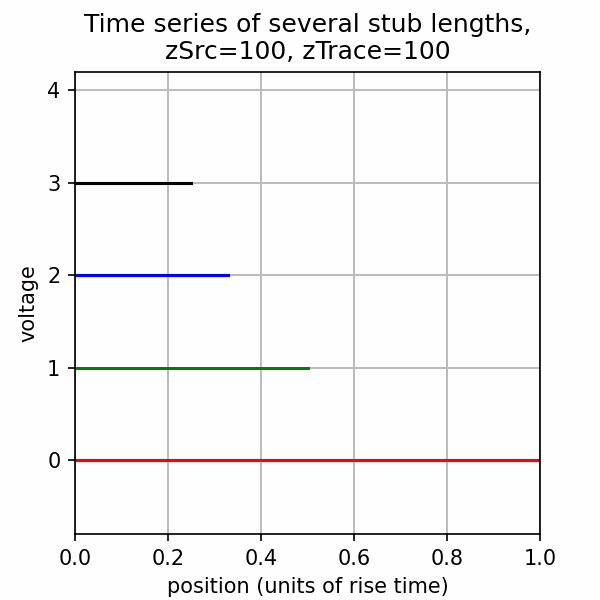 Time series of several stub lengths,
zSrc=100, zTrace=100
4
3
2
1
0
voltage
0.0 0.2 0.4 0.6 0.8 1.0
position (units of rise time)